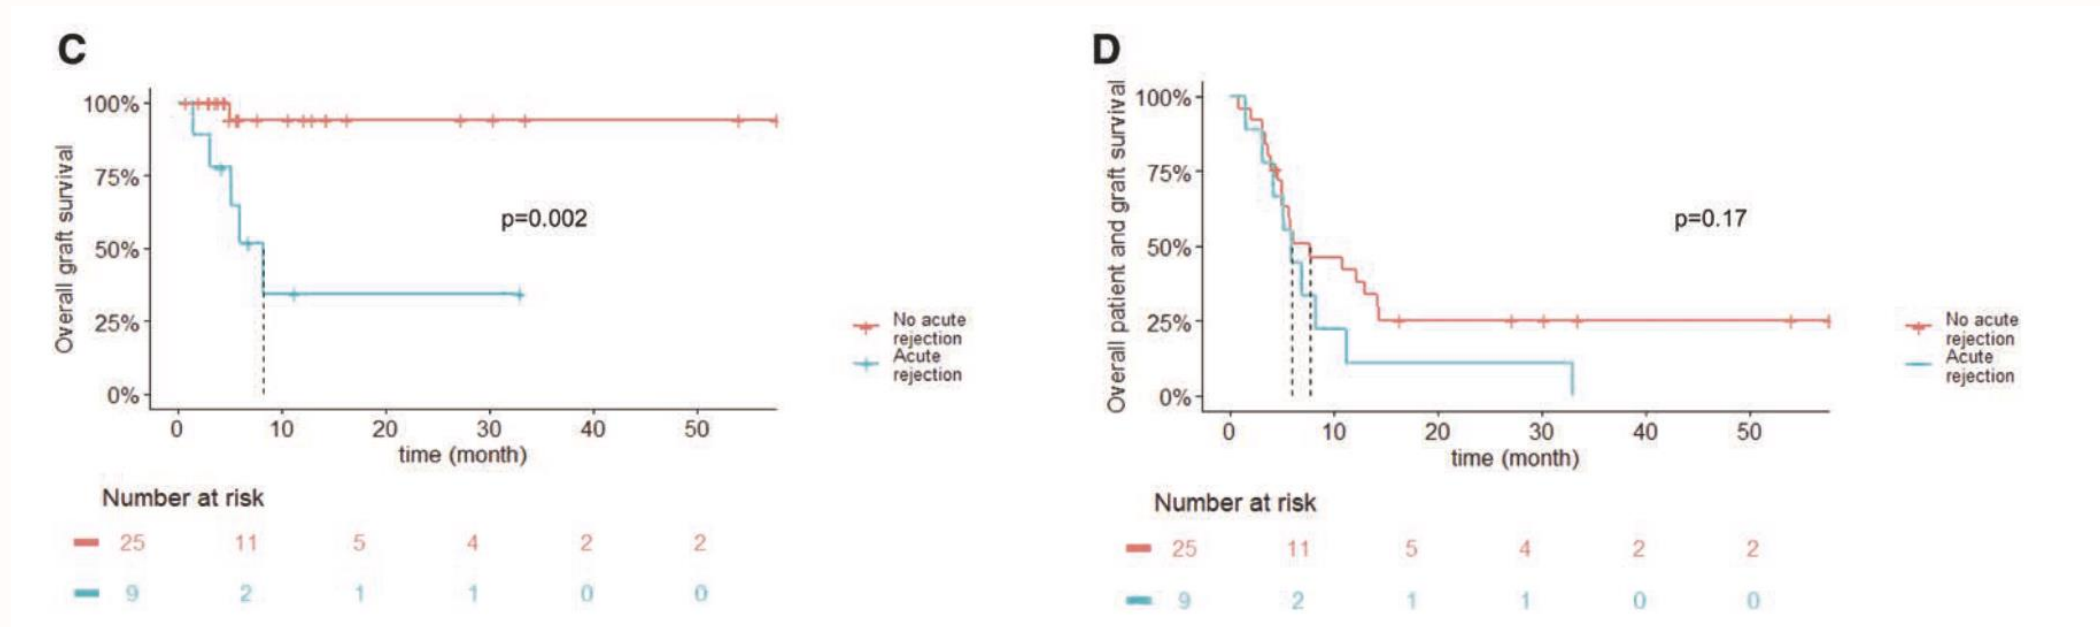 C
Overall graft survival
100%
75%
50%
25%
0%
p=0.002
0 10 20 30 40 50
time (month)
No acute
rejection
Acute
rejection
Number at risk
25 11 5 4 2 2
9 2 1 1 0 0
D
Overall patient and graft survival
100%
75%
50%
25%
0%
p=0.17
0 10 20 30 40 50
time (month)
No acute
rejection
Acute
rejection
Number at risk
25 11 5 4 2 2
9 2 1 1 0 0